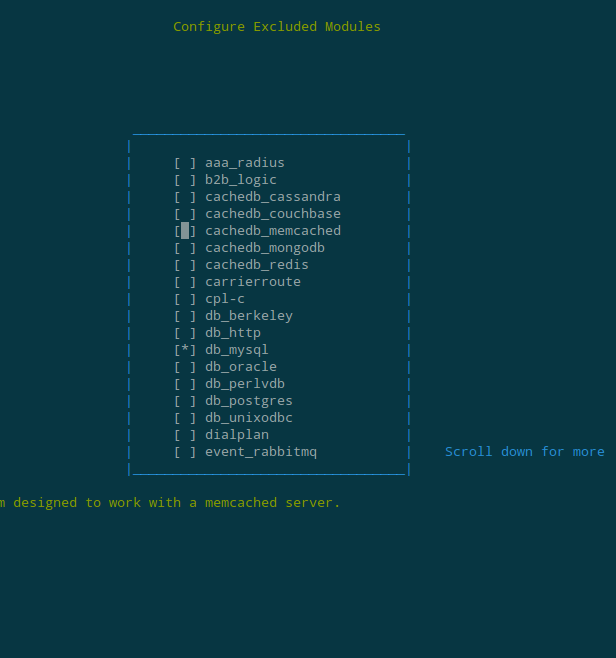 Configure Excluded Modules
[ ] aaa_radius
[ ] b2b_logic
[ ] cachedb_cassandra
[ ] cachedb_couchbase
[ ] cachedb_memcached
[ ] cachedb_mongodb
[ ] cachedb_redis
[ ] carrierroute
[ ] cpl-c
[ ] db_berkeley
[ ] db_http
[*] db_mysql
[ ] db_oracle
[ ] db_perlvdb
[ ] db_postgres
[ ] db_unixodbc
[ ] dialplan
[ ] event_rabbitmq
Scroll down for more
m designed to work with a memcached server.